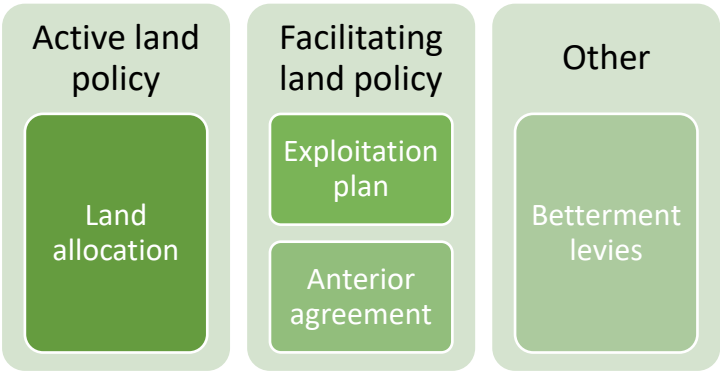 Active land
policy
Land
allocation
Facilitating
land policy
Exploitation
plan
Anterior
agreement
Other
Betterment
levies